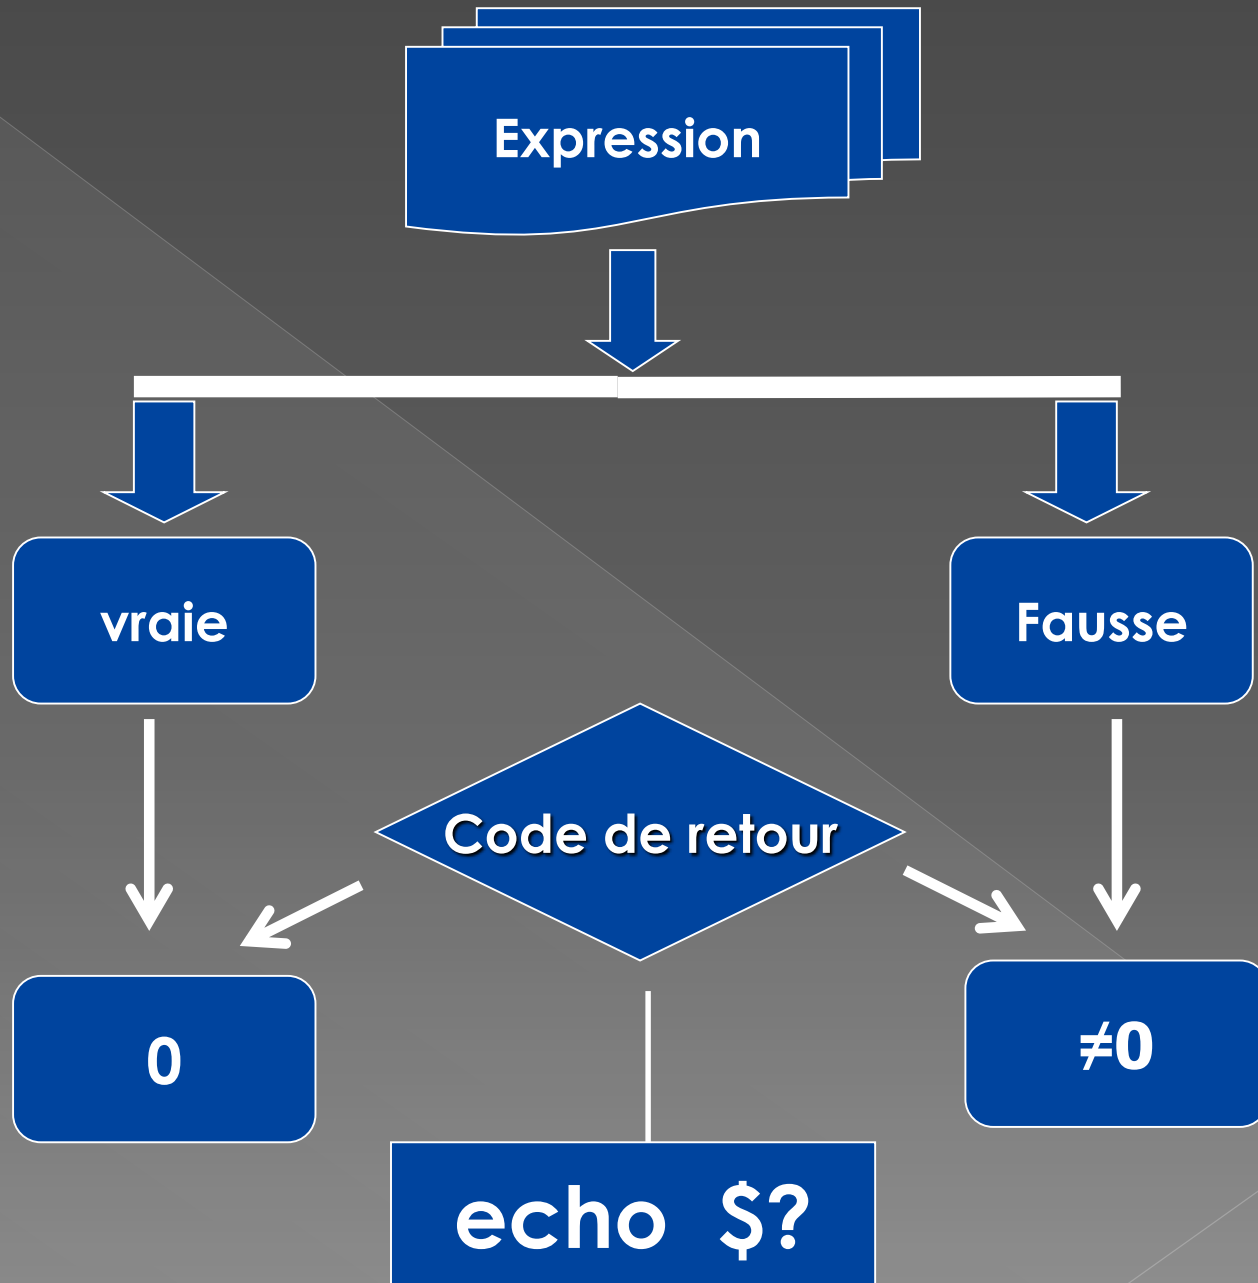 Expression
vraie
Fausse
Code de retour
0
≠0
echo $?